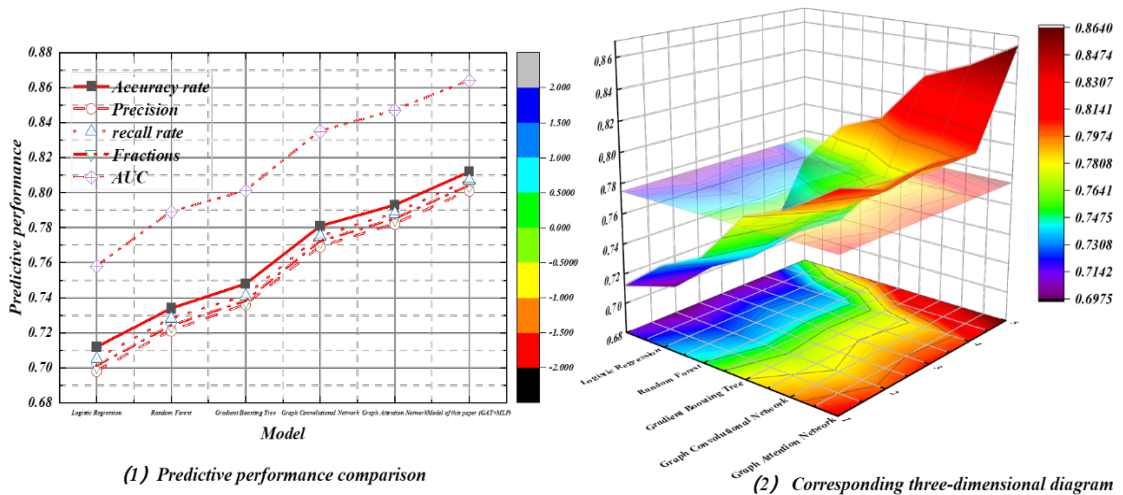 0.88
0.86
0.84
0.82
0.80
0.78
0.76
0.74
0.72
0.70
0.68
Predictive performance
Accuracy rate
Precision
recall rate
Fractions
AUC
Logistic Regression
Random Forest
Gradient Boosting Tree
Graph Convolutional Network
Graph Attention Network
Model of this paper (GAT+MLP)
Model
2.000
1.500
1.000
0.5000
0.000
-0.5000
-1.000
-1.500
-2.000
(1) Predictive performance comparison
0.86
0.84
0.82
0.80
0.78
0.76
0.74
0.72
0.70
0.68
Logistic Regression
Random Forest
Gradient Boosting Tree
Graph Convolutional Network
Graph Attention Network
1
2
3
4
5
0.8640
0.8474
0.8307
0.8141
0.7974
0.7808
0.7641
0.7475
0.7308
0.7142
0.6975
(2) Corresponding three-dimensional diagram